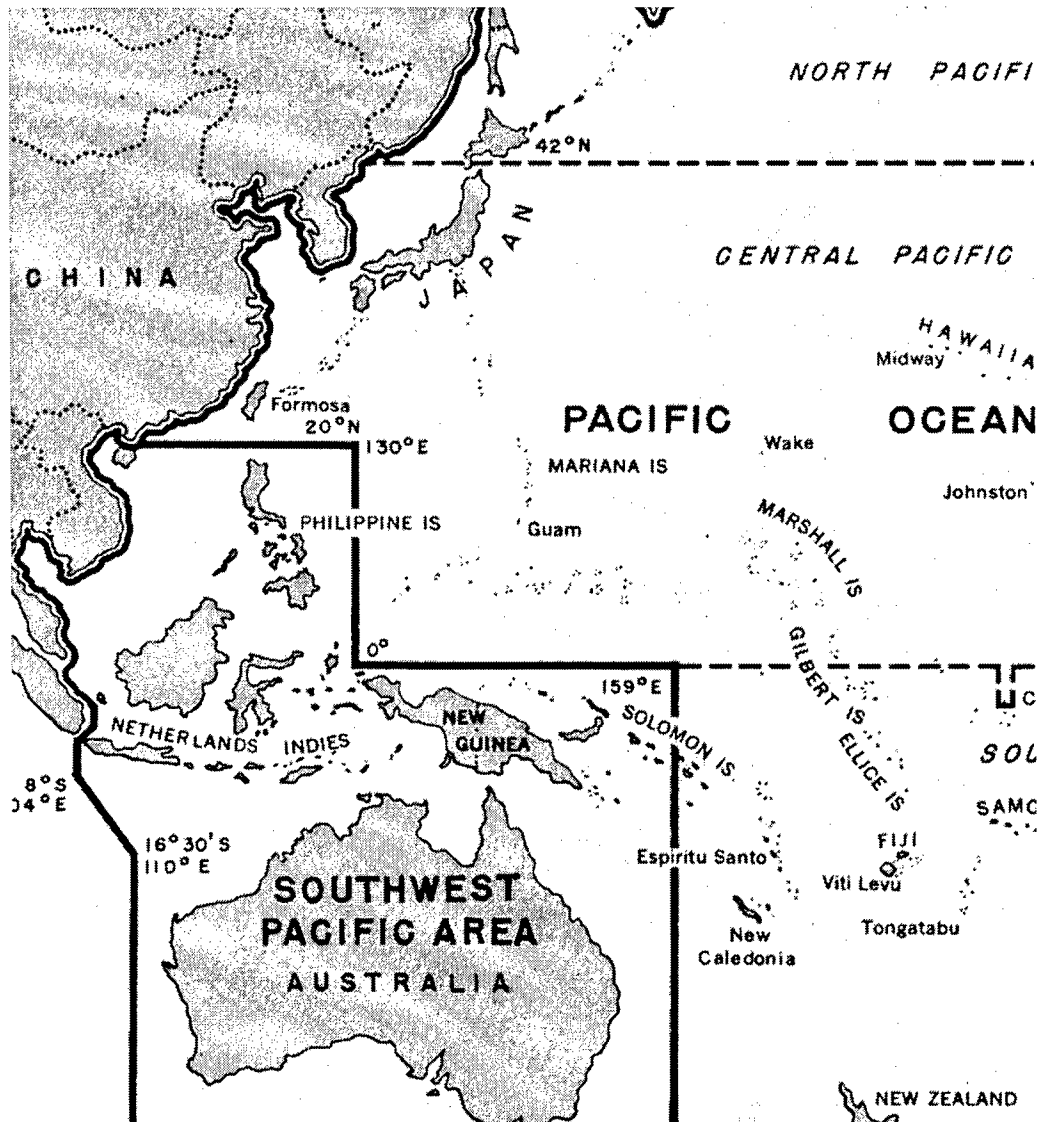 NORTH PACIFI
42°N
JAPAN
CENTRAL PACIFIC
CHINA
HAWAIIA
Midway
Formosa
20°N
130°E
PACIFIC OCEAN
Wake
MARIANA IS
Johnston
Guam
PHILIPPINE IS
MARSHALL IS
GILBERT IS
0°
159°E
C
NETHERLANDS INDIES
NEW
GUINEA
SOLOMON IS
ELLICE IS
SOU
8°S
04°E
SAMO
16°30'S
110°E
FIJI
Espiritu Santo
Viti Levu
SOUTHWEST
PACIFIC AREA
AUSTRALIA
New
Caledonia
Tongatabu
NEW ZEALAND